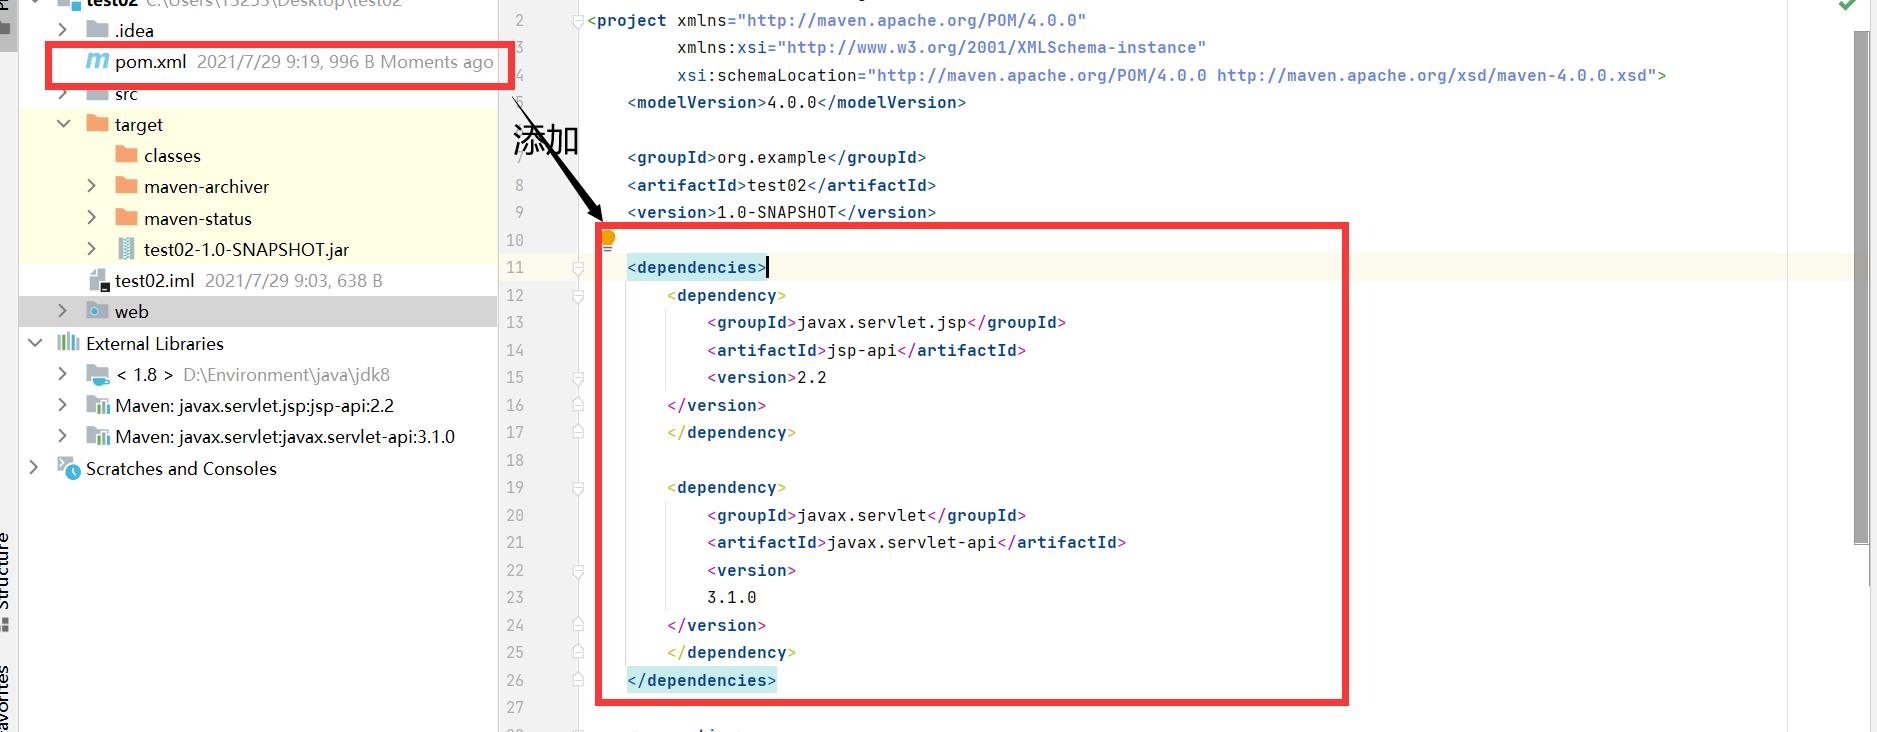 test02 C:\Users\13253\Desktop\test02
.idea
pom.xml 2021/7/29 9:19, 996 B Moments ago
src
target
classes
maven-archiver
maven-status
test02-1.0-SNAPSHOT.jar
test02.iml 2021/7/29 9:03, 638 B
web
External Libraries
< 1.8 > D:\Environment\java\jdk8
Maven: javax.servlet.jsp:jsp-api:2.2
Maven: javax.servlet:javax.servlet-api:3.1.0
Scratches and Consoles
Structure
添加
2 <project xmlns="http://maven.apache.org/POM/4.0.0"
3 xmlns:xsi="http://www.w3.org/2001/XMLSchema-instance"
4 xsi:schemaLocation="http://maven.apache.org/POM/4.0.0 http://maven.apache.org/xsd/maven-4.0.0.xsd">
5 <modelVersion>4.0.0</modelVersion>
7 <groupId>org.example</groupId>
8 <artifactId>test02</artifactId>
9 <version>1.0-SNAPSHOT</version>
10
11 <dependencies>
12 <dependency>
13 <groupId>javax.servlet.jsp</groupId>
14 <artifactId>jsp-api</artifactId>
15 <version>2.2
16 </version>
17 </dependency>
18
19 <dependency>
20 <groupId>javax.servlet</groupId>
21 <artifactId>javax.servlet-api</artifactId>
22 <version>
23 3.1.0
24 </version>
25 </dependency>
26 </dependencies>
27